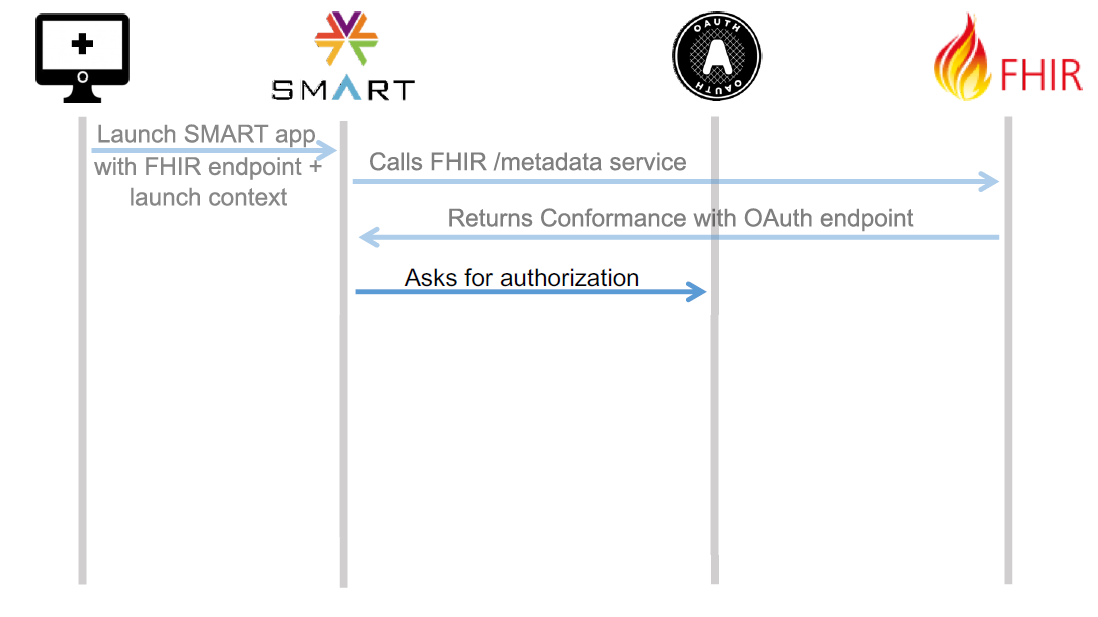 SMART
OAUTH
A
OAUTH
FHIR
Launch SMART app
with FHIR endpoint +
launch context
Calls FHIR /metadata service
Returns Conformance with OAuth endpoint
Asks for authorization